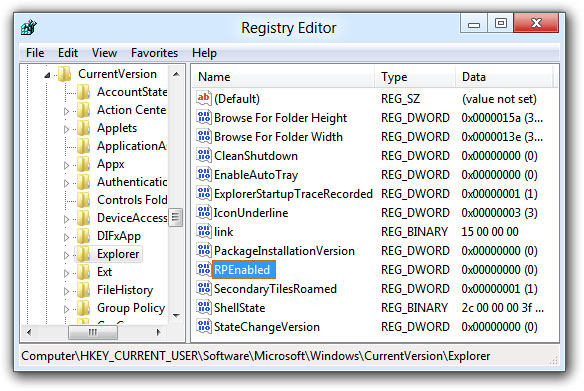 Registry Editor
File Edit View Favorites Help
CurrentVersion
AccountState
Action Cente
Applets
ApplicationA
Appx
Authenticatio
Controls Fold
DeviceAccess
DIFxApp
Explorer
Ext
FileHistory
Group Policy
Name Type Data
ab (Default) REG_SZ (value not set)
Browse For Folder Height REG_DWORD 0x0000015a (3...
Browse For Folder Width REG_DWORD 0x0000013e (3...
CleanShutdown REG_DWORD 0x00000000 (0)
EnableAutoTray REG_DWORD 0x00000000 (0)
ExplorerStartupTraceRecorded REG_DWORD 0x00000001 (1)
IconUnderline REG_DWORD 0x00000003 (3)
link REG_BINARY 15 00 00 00
PackageInstallationVersion REG_DWORD 0x00000000 (0)
RPEnabled REG_DWORD 0x00000000 (0)
SecondaryTilesRoamed REG_DWORD 0x00000001 (1)
ShellState REG_BINARY 2c 00 00 00 3f ...
StateChangeVersion REG_DWORD 0x00000000 (0)
Computer\HKEY_CURRENT_USER\Software\Microsoft\Windows\CurrentVersion\Explorer